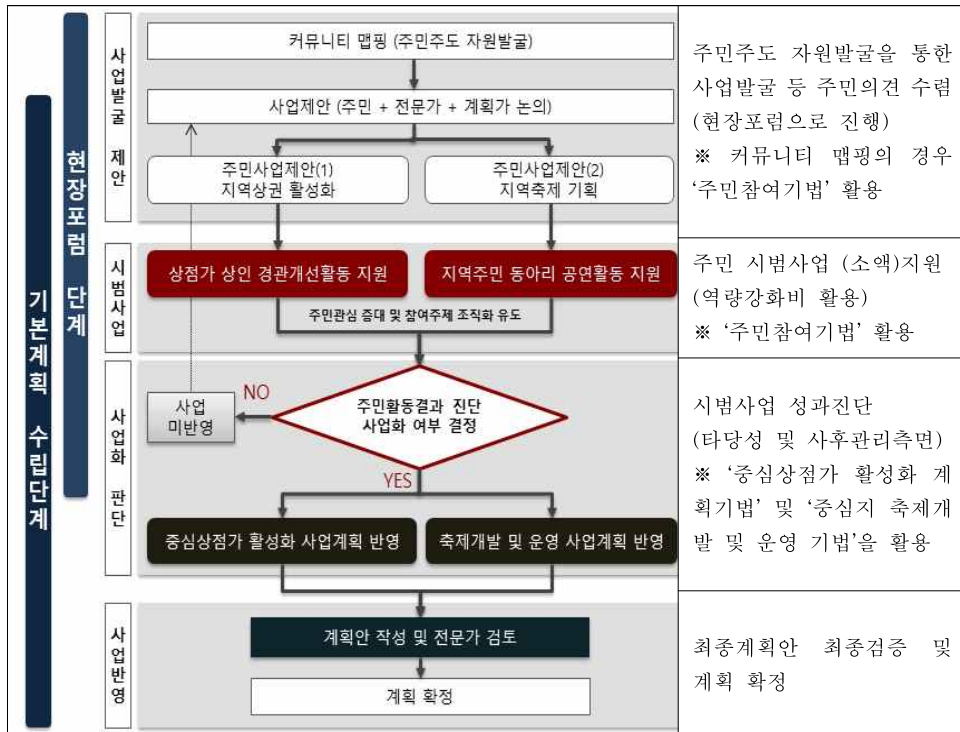 기본계획 수립단계
현장포럼 단계
사업발굴 제안
커뮤니티 맵핑 (주민주도 자원발굴)
사업제안 (주민 + 전문가 + 계획가 논의)
주민사업제안(1)
지역상권 활성화
주민사업제안(2)
지역축제 기획
주민주도 자원발굴을 통한
사업발굴 등 주민의견 수렴
(현장포럼으로 진행)
※ 커뮤니티 맵핑의 경우
‘주민참여기법’ 활용
시범사업
상점가 상인 경관개선활동 지원
지역주민 동아리 공연활동 지원
주민관심 증대 및 참여주제 조직화 유도
주민 시범사업 (소액)지원
(역량강화비 활용)
※ ‘주민참여기법’ 활용
사업화 판단
주민활동결과 진단
사업화 여부 결정
NO
사업
미반영
YES
중심상점가 활성화 사업계획 반영
축제개발 및 운영 사업계획 반영
시범사업 성과진단
(타당성 및 사후관리측면)
※ ‘중심상점가 활성화 계
획기법’ 및 ‘중심지 축제개
발 및 운영 기법’을 활용
사업반영
계획안 작성 및 전문가 검토
계획 확정
최종계획안 최종검증 및
계획 확정